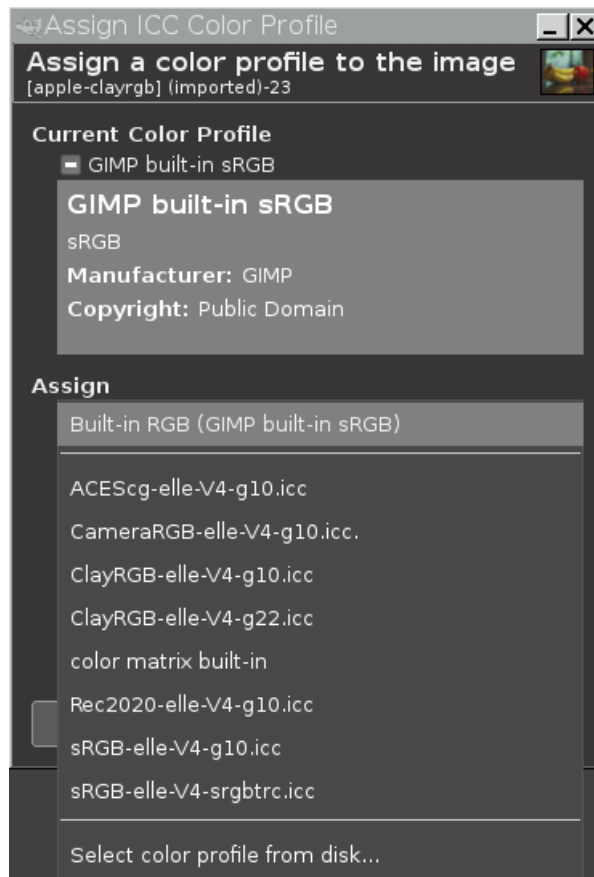 Assign ICC Color Profile
Assign a color profile to the image
[apple-clayrgb] (imported)-23
Current Color Profile
GIMP built-in sRGB
GIMP built-in sRGB
sRGB
Manufacturer: GIMP
Copyright: Public Domain
Assign
Built-in RGB (GIMP built-in sRGB)
ACEScg-elle-V4-g10.icc
CameraRGB-elle-V4-g10.icc.
ClayRGB-elle-V4-g10.icc
ClayRGB-elle-V4-g22.icc
color matrix built-in
Rec2020-elle-V4-g10.icc
sRGB-elle-V4-g10.icc
sRGB-elle-V4-srgbtrc.icc
Select color profile from disk...